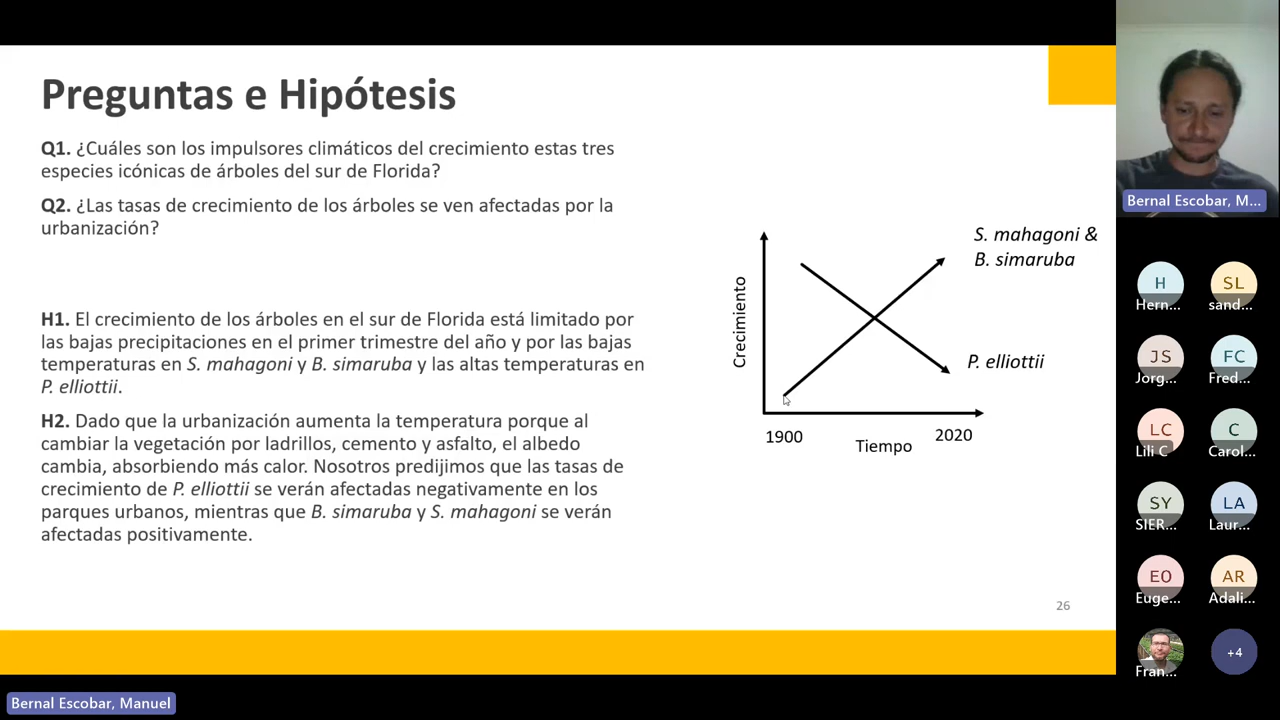 Preguntas e Hipótesis
Q1. ¿Cuáles son los impulsores climáticos del crecimiento estas tres
especies icónicas de árboles del sur de Florida?
Q2. ¿Las tasas de crecimiento de los árboles se ven afectadas por la
urbanización?
H1. El crecimiento de los árboles en el sur de Florida está limitado por
las bajas precipitaciones en el primer trimestre del año y por las bajas
temperaturas en S. mahagoni y B. simaruba y las altas temperaturas en
P. elliottii.
H2. Dado que la urbanización aumenta la temperatura porque al
cambiar la vegetación por ladrillos, cemento y asfalto, el albedo
cambia, absorbiendo más calor. Nosotros predijimos que las tasas de
crecimiento de P. elliottii se verán afectadas negativamente en los
parques urbanos, mientras que B. simaruba y S. mahagoni se verán
afectadas positivamente.
S. mahagoni &
B. simaruba
P. elliottii
Crecimiento
1900
Tiempo
2020
26
Bernal Escobar, Manuel
Bernal Escobar, M...
H
Hern...
SL
sand...
JS
Jorg...
FC
Fred...
LC
Lili C
C
Carol...
SY
SIER...
LA
Laur...
EO
Euge...
AR
Adali...
Fran...
+4